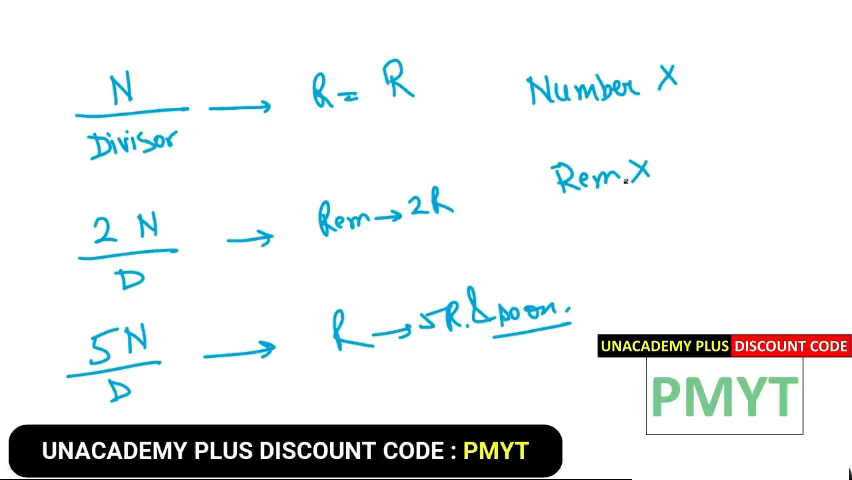 N
Divisor → R = R
Number X
Rem. X
2 N
D → Rem → 2R
5N
D → R → 5R. & so on.
UNACADEMY PLUS DISCOUNT CODE
PMYT
UNACADEMY PLUS DISCOUNT CODE : PMYT